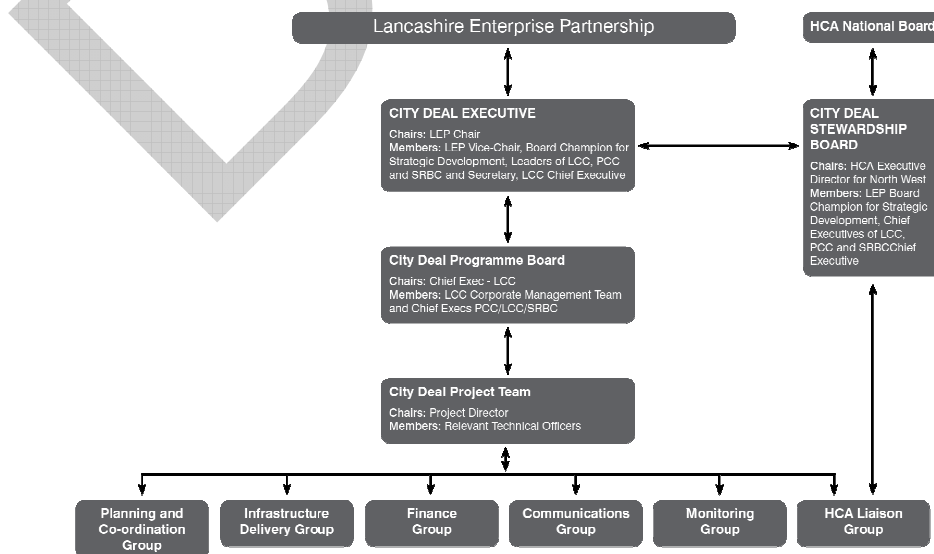 Lancashire Enterprise Partnership
HCA National Board
CITY DEAL EXECUTIVE
Chairs: LEP Chair
Members: LEP Vice-Chair, Board Champion for
Strategic Development, Leaders of LCC, PCC
and SRBC and Secretary, LCC Chief Executive
CITY DEAL
STEWARDSHIP
BOARD
Chairs: HCA Executive
Director for North West
Members: LEP Board
Champion for Strategic
Development, Chief
Executives of LCC,
PCC and SRBCChief
Executive
City Deal Programme Board
Chairs: Chief Exec - LCC
Members: LCC Corporate Management Team
and Chief Execs PCC/LCC/SRBC
City Deal Project Team
Chairs: Project Director
Members: Relevant Technical Officers
Planning and
Co-ordination
Group
Infrastructure
Delivery Group
Finance
Group
Communications
Group
Monitoring
Group
HCA Liaison
Group